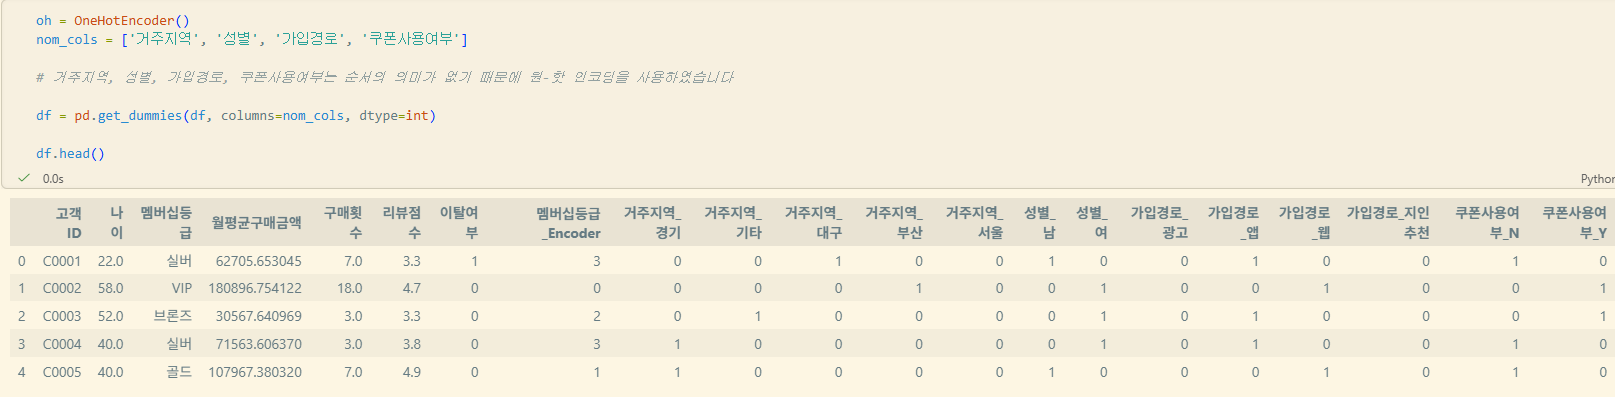 oh = OneHotEncoder()
nom_cols = ['거주지역', '성별', '가입경로', '쿠폰사용여부']
# 거주지역, 성별, 가입경로, 쿠폰사용여부는 순서의 의미가 없기 때문에 원-핫 인코딩을 사용하였습니다
df = pd.get_dummies(df, columns=nom_cols, dtype=int)
df.head()
0.0s
Python
고객ID 나이 멤버십등급 월평균구매금액 구매횟수 리뷰점수 이탈여부 멤버십등급_Encoder 거주지역_경기 거주지역_기타 거주지역_대구 거주지역_부산 거주지역_서울 성별_남 성별_여 가입경로_광고 가입경로_앱 가입경로_웹 가입경로_지인추천 쿠폰사용여부_N 쿠폰사용여부_Y
0 C0001 22.0 실버 62705.653045 7.0 3.3 1 3 0 0 1 0 0 1 0 0 1 0 0 1 0
1 C0002 58.0 VIP 180896.754122 18.0 4.7 0 0 0 0 0 1 0 0 1 0 0 1 0 0 1
2 C0003 52.0 브론즈 30567.640969 3.0 3.3 0 2 0 1 0 0 0 0 1 0 1 0 0 0 1
3 C0004 40.0 실버 71563.606370 3.0 3.8 0 3 1 0 0 0 0 0 1 0 1 0 0 1 0
4 C0005 40.0 골드 107967.380320 7.0 4.9 0 1 1 0 0 0 0 1 0 0 0 1 0 1 0